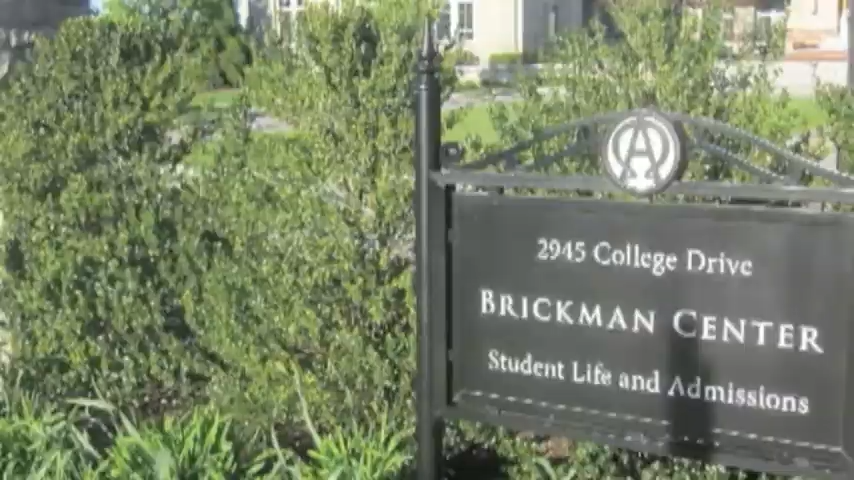 2945 College Drive
BRICKMAN CENTER
Student Life and Admissions